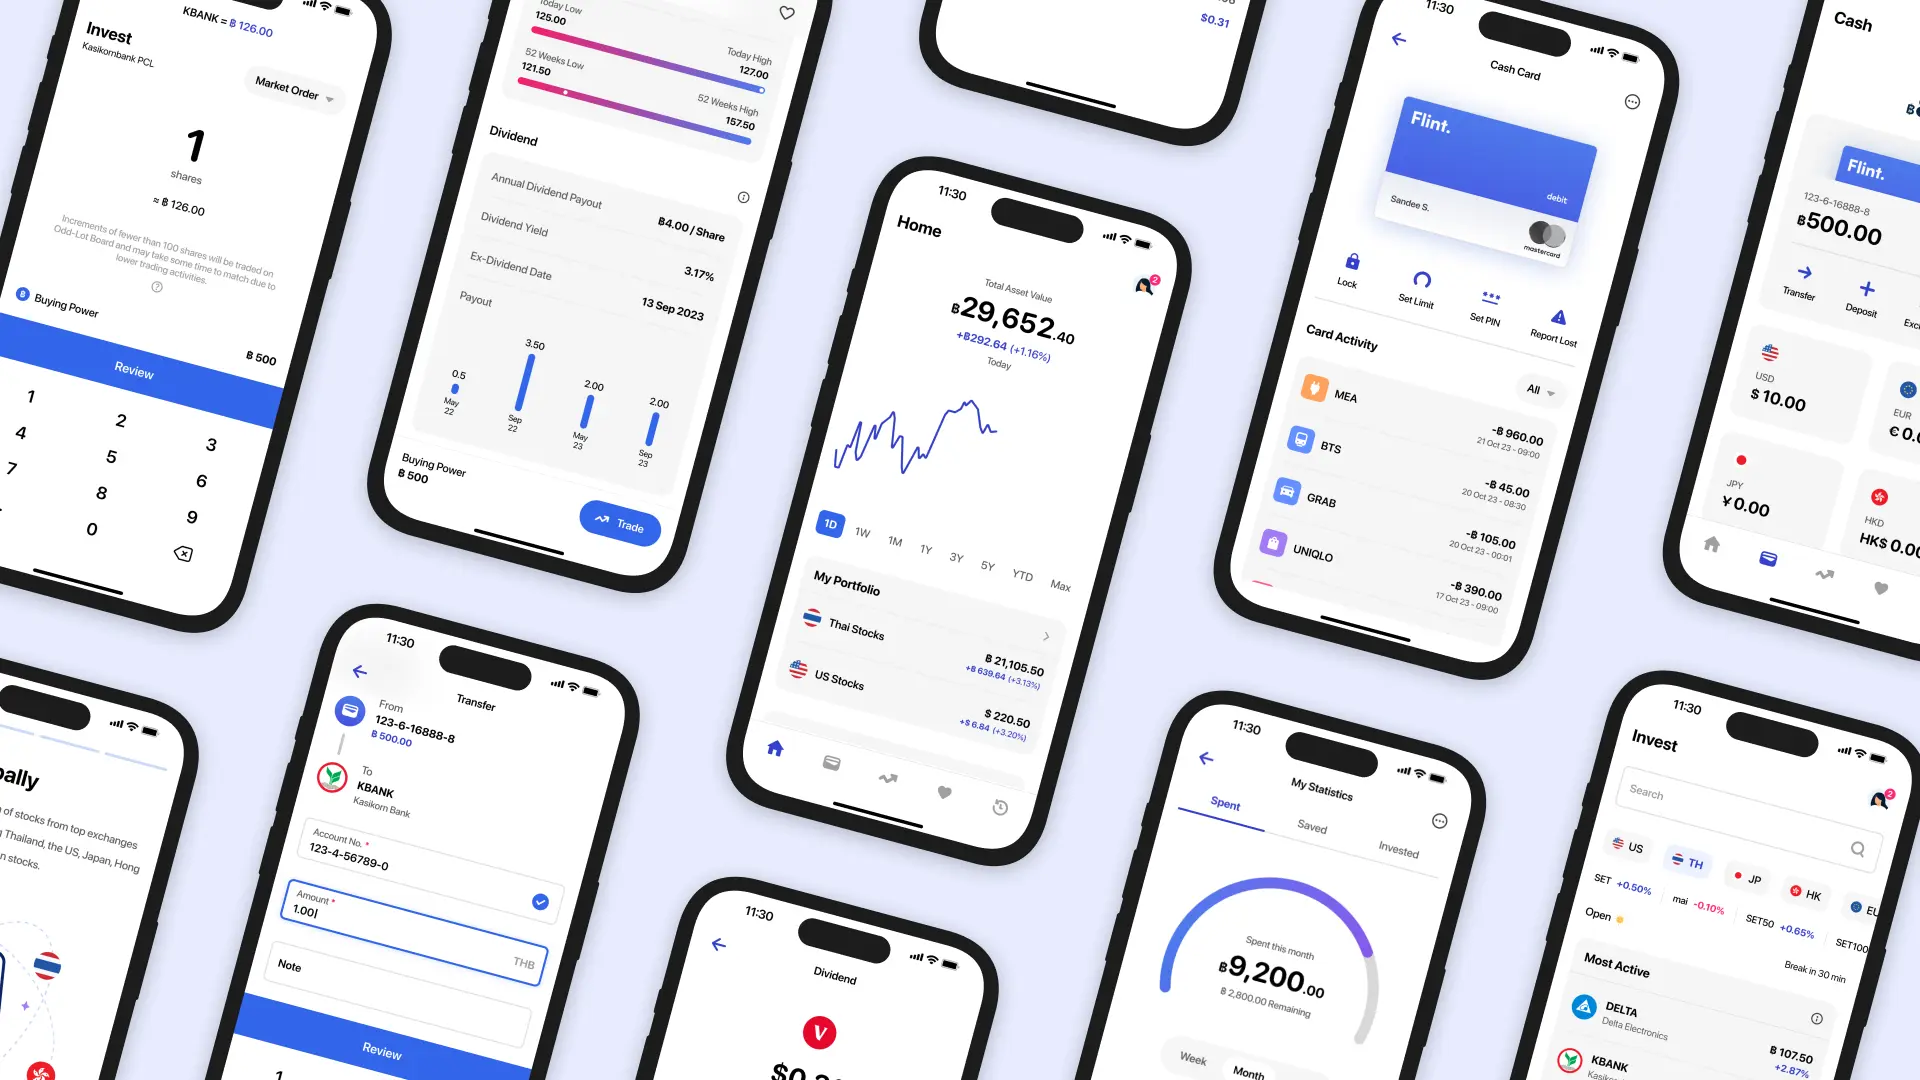 KBANK = ฿ 126.00
Invest
Kasikornbank PCL
Market Order
1
shares
≈ ฿ 126.00
Increments of fewer than 100 shares will be traded on
Odd-Lot Board and may take some time to match due to
lower trading activities.
Buying Power
฿ 500
Review
1
2
3
4
5
6
7
8
9
0
Today Low
125.00
Today High
127.00
52 Weeks Low
121.50
52 Weeks High
157.50
Dividend
Annual Dividend Payout
฿4.00 / Share
Dividend Yield
3.17%
Ex-Dividend Date
13 Sep 2023
Payout
0.5
May
22
3.50
Sep
22
2.00
May
23
2.00
Sep
23
Buying Power
฿ 500
Trade
$0.31
11:30
Home
2
Total Asset Value
฿29,652.40
+฿292.64 (+1.16%)
Today
1D
1W
1M
1Y
3Y
5Y
YTD
Max
My Portfolio
Thai Stocks
฿ 21,105.50
+฿ 639.64 (+3.13%)
US Stocks
$ 220.50
+$ 6.84 (+3.20%)
11:30
Cash Card
Flint.
debit
Sandee S.
mastercard
Lock
Set Limit
Set PIN
Report Lost
Card Activity
All
MEA
-฿ 960.00
21 Oct 23 - 09:00
BTS
-฿ 45.00
20 Oct 23 - 08:30
GRAB
-฿ 105.00
20 Oct 23 - 00:01
UNIQLO
-฿ 390.00
17 Oct 23 - 09:00
Cash
Flint.
123-6-16888-8
฿500.00
Transfer
Deposit
USD
$ 10.00
EUR
JPY
¥ 0.00
HKD
of stocks from top exchanges
Thailand, the US, Japan, Hong
stocks.
11:30
Transfer
From
123-6-16888-8
฿ 500.00
To
KBANK
Kasikorn Bank
Account No. *
123-4-56789-0
Amount *
1.00
THB
Note
Review
1
11:30
Dividend
V
11:30
My Statistics
Spent
Saved
Invested
Spent this month
฿9,200.00
฿ 2,800.00 Remaining
Week
Month
11:30
Invest
2
Search
US
TH
JP
HK
SET +0.50%
mai -0.10%
SET50 +0.65%
SET100
Open
Break in 30 min
Most Active
DELTA
Delta Electronics
฿ 107.50
+2.87%
KBANK